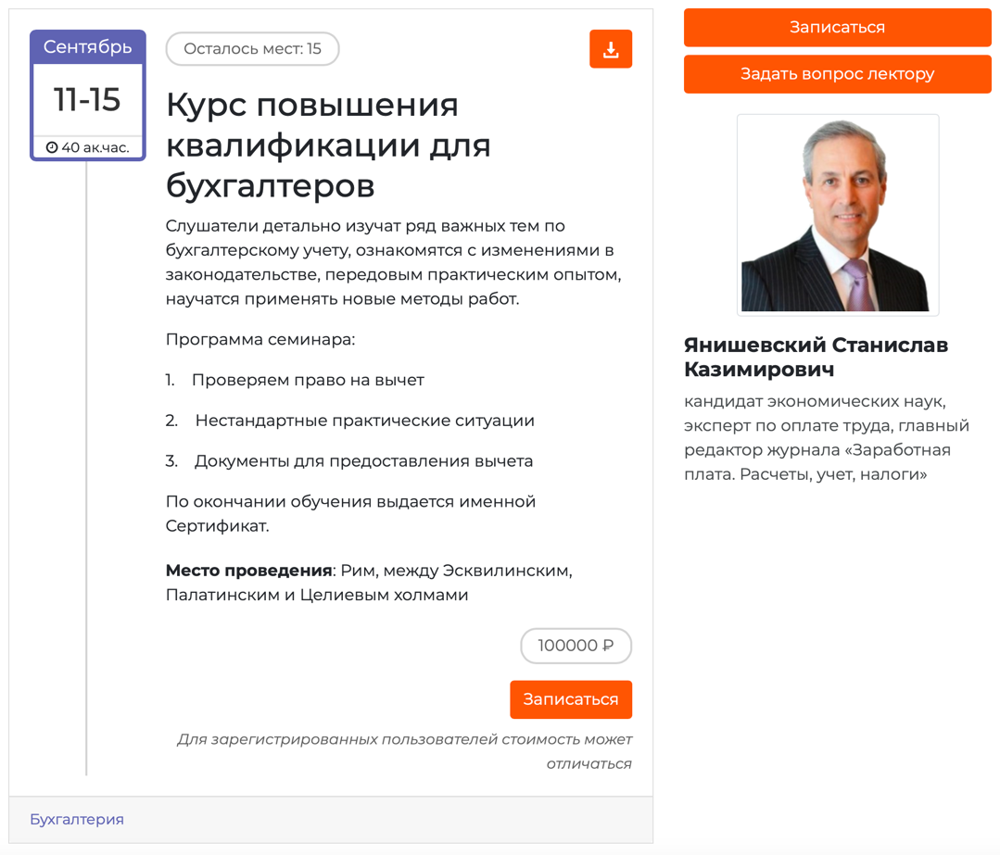 Сентябрь
11-15
40 ак.час.
Осталось мест: 15
Курс повышения
квалификации для
бухгалтеров
Слушатели детально изучат ряд важных тем по
бухгалтерскому учету, ознакомятся с изменениями в
законодательстве, передовым практическим опытом,
научатся применять новые методы работ.
Программа семинара:
1. Проверяем право на вычет
2. Нестандартные практические ситуации
3. Документы для предоставления вычета
По окончании обучения выдается именной
Сертификат.
Место проведения: Рим, между Эсквилинским,
Палатинским и Целиевым холмами
100000 ₽
Записаться
Для зарегистрированных пользователей стоимость может
отличаться
Бухгалтерия
Записаться
Задать вопрос лектору
Янишевский Станислав
Казимирович
кандидат экономических наук,
эксперт по оплате труда, главный
редактор журнала «Заработная
плата. Расчеты, учет, налоги»